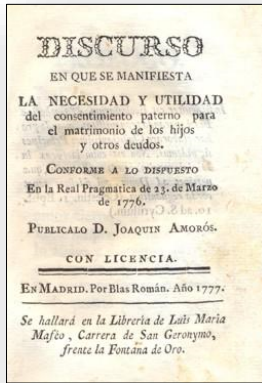 DISCURSO
EN QUE SE MANIFIESTA
LA NECESIDAD Y UTILIDAD
del consentimiento paterno para
el matrimonio de los hijos
y otros deudos.
CONFORME A LO DISPUESTO
En la Real Pragmatica de 23. de Marzo
de 1776.
PUBLICALO D. JOAQUIN AMORÓS.
CON LICENCIA.
EN MADRID. Por Blas Román. Año 1777.
Se hallará en la Librería de Luis Maria
Mafèo, Carrera de San Geronymo,
frente la Fontana de Oro.